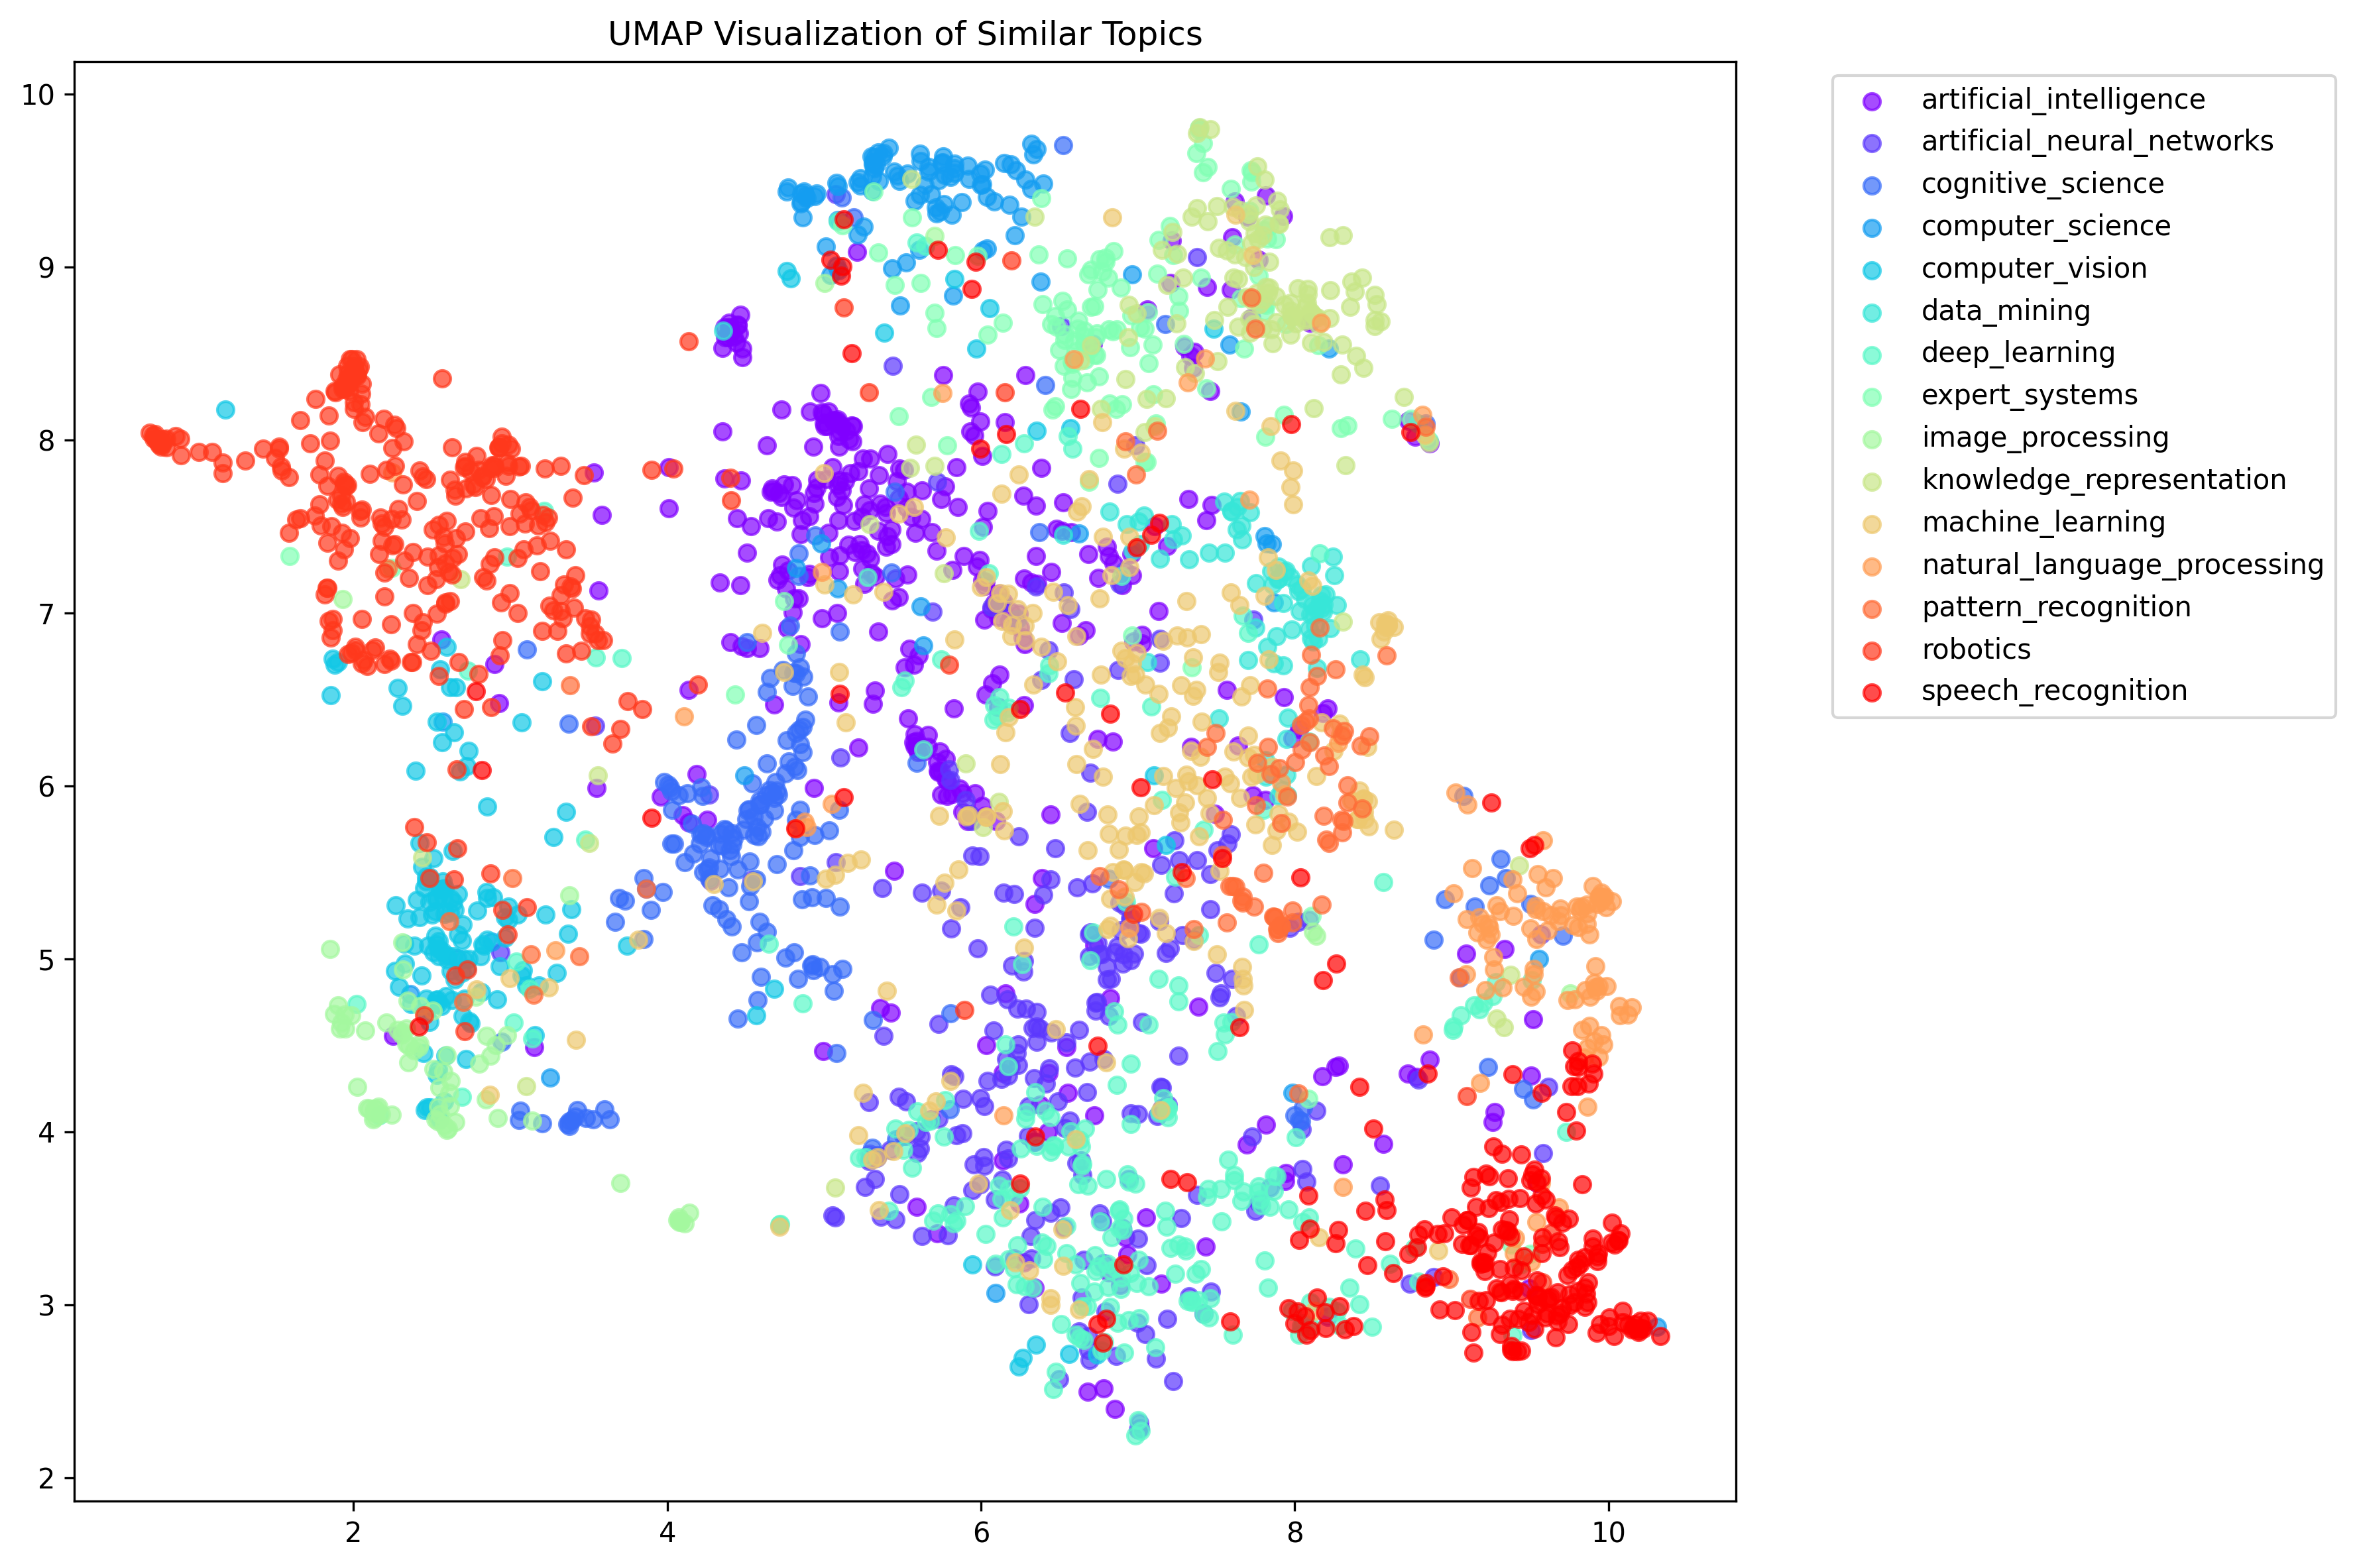 UMAP Visualization of Similar Topics
10
9
8
7
6
5
4
3
2
2 4 6 8 10
artificial_intelligence
artificial_neural_networks
cognitive_science
computer_science
computer_vision
data_mining
deep_learning
expert_systems
image_processing
knowledge_representation
machine_learning
natural_language_processing
pattern_recognition
robotics
speech_recognition